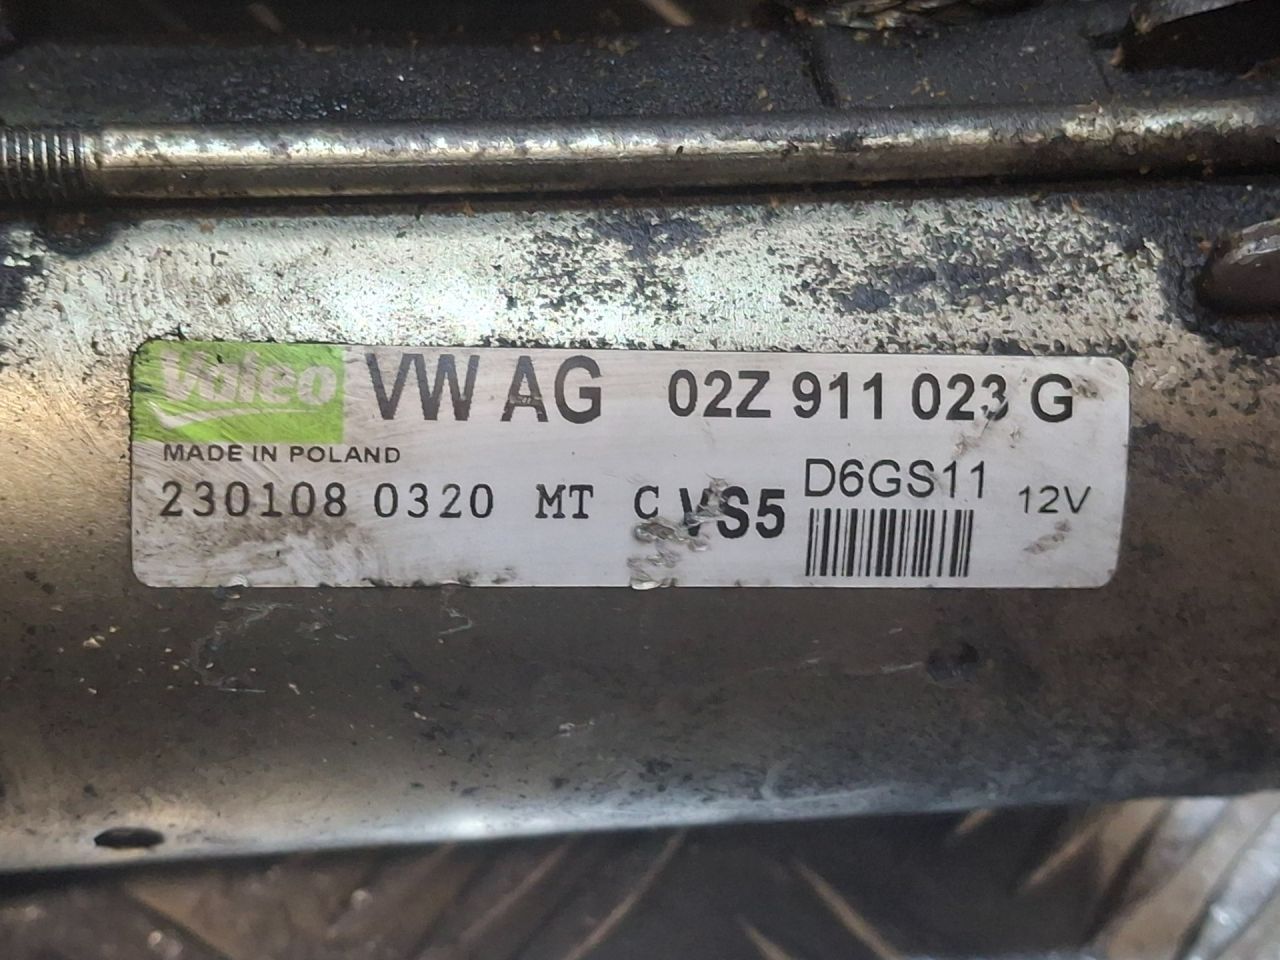 Valeo VW AG 02Z 911 023 G
MADE IN POLAND
230108 0320 MT C VS5 D6GS11 12V